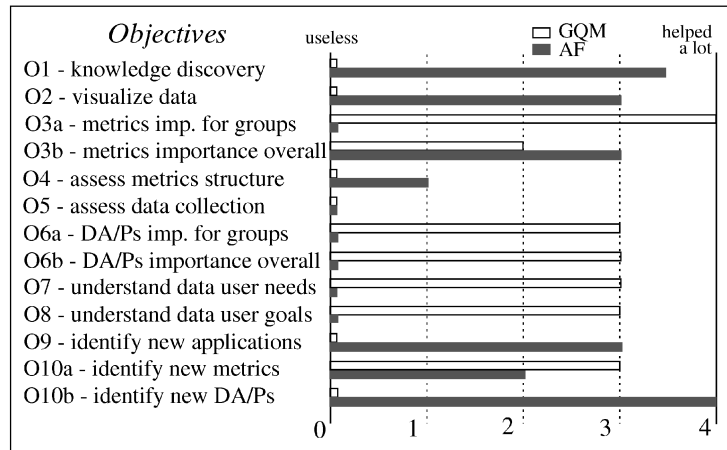 Objectives
useless
GQM
AF
helped
a lot
O1 - knowledge discovery
O2 - visualize data
O3a - metrics imp. for groups
O3b - metrics importance overall
O4 - assess metrics structure
O5 - assess data collection
O6a - DA/Ps imp. for groups
O6b - DA/Ps importance overall
O7 - understand data user needs
O8 - understand data user goals
O9 - identify new applications
O10a - identify new metrics
O10b - identify new DA/Ps
0 1 2 3 4